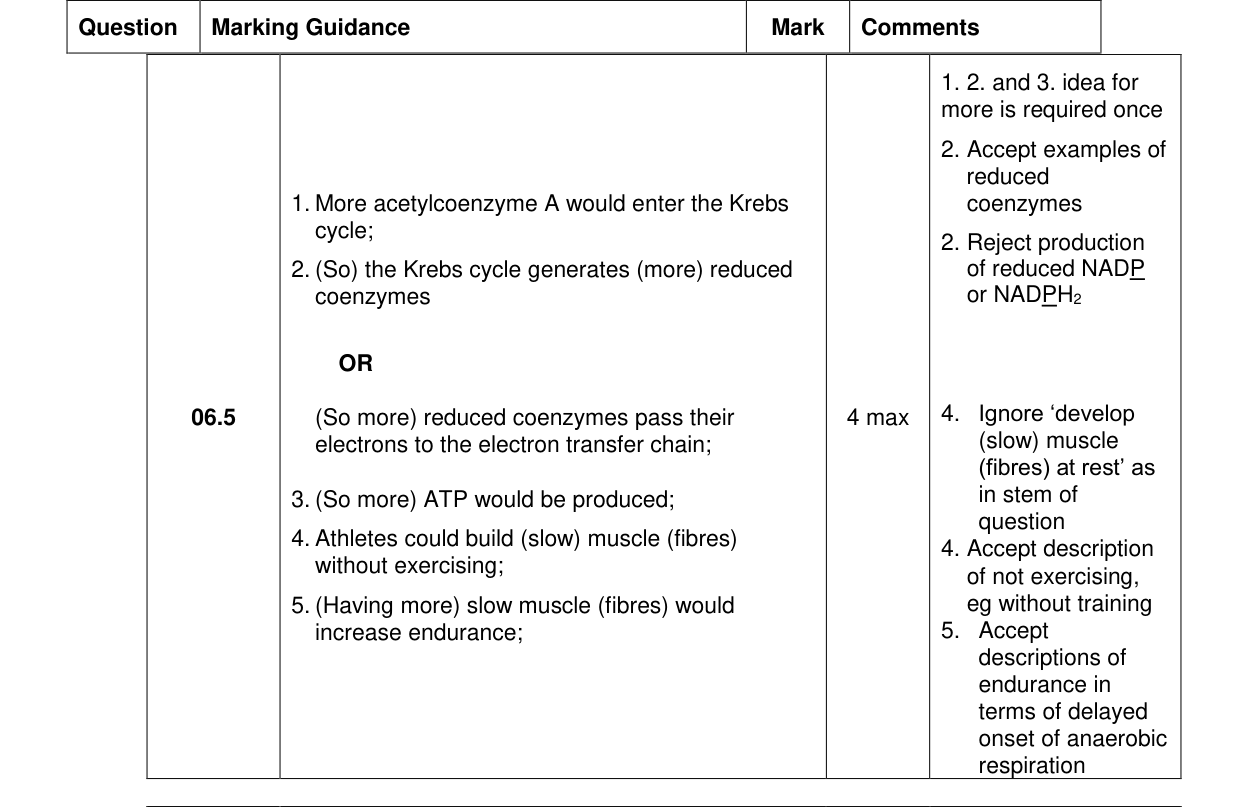 Question Marking Guidance Mark Comments
1. 2. and 3. idea for
more is required once
2. Accept examples of
reduced
coenzymes
2. Reject production
of reduced NADP
or NADPH₂
1. More acetylcoenzyme A would enter the Krebs
cycle;
2. (So) the Krebs cycle generates (more) reduced
coenzymes
OR
(So more) reduced coenzymes pass their
electrons to the electron transfer chain;
3. (So more) ATP would be produced;
4. Athletes could build (slow) muscle (fibres)
without exercising;
5. (Having more) slow muscle (fibres) would
increase endurance;
06.5
4 max
4. Ignore ‘develop
(slow) muscle
(fibres) at rest’ as
in stem of
question
4. Accept description
of not exercising,
eg without training
5. Accept
descriptions of
endurance in
terms of delayed
onset of anaerobic
respiration